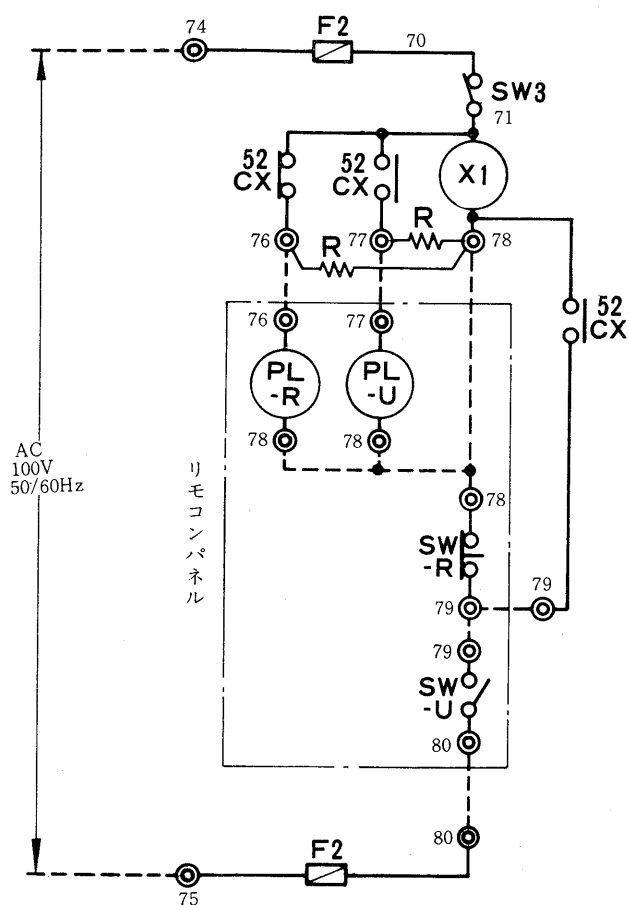 74
F2
70
SW3
71
52
CX
52
CX
X1
76
R
77
R
78
52
CX
76
77
PL
-R
PL
-U
78
78
AC
100V
50/60Hz
リモコンパネル
78
SW
-R
79
79
79
SW
-U
80
80
F2
75